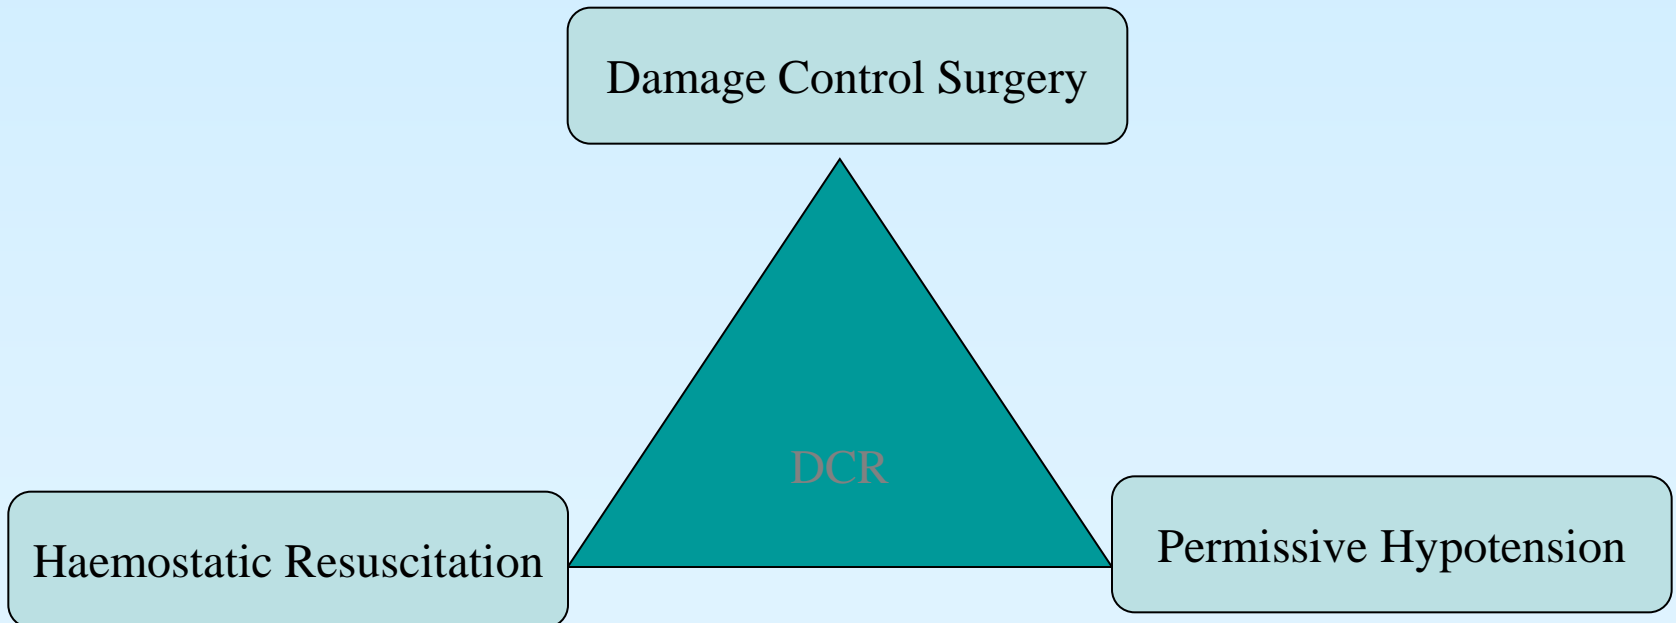 Damage Control Surgery
DCR
Haemostatic Resuscitation
Permissive Hypotension